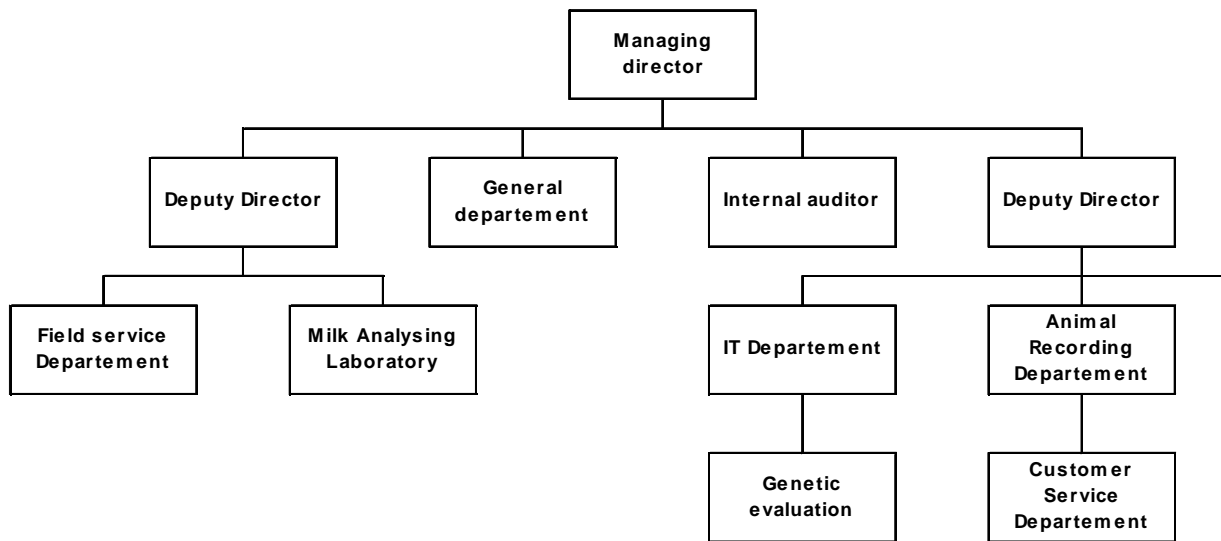 Managing
director
Deputy Director
General
departement
Internal auditor
Deputy Director
Field service
Departement
Milk Analysing
Laboratory
IT Departement
Animal
Recording
Departement
Genetic
evaluation
Customer
Service
Departement